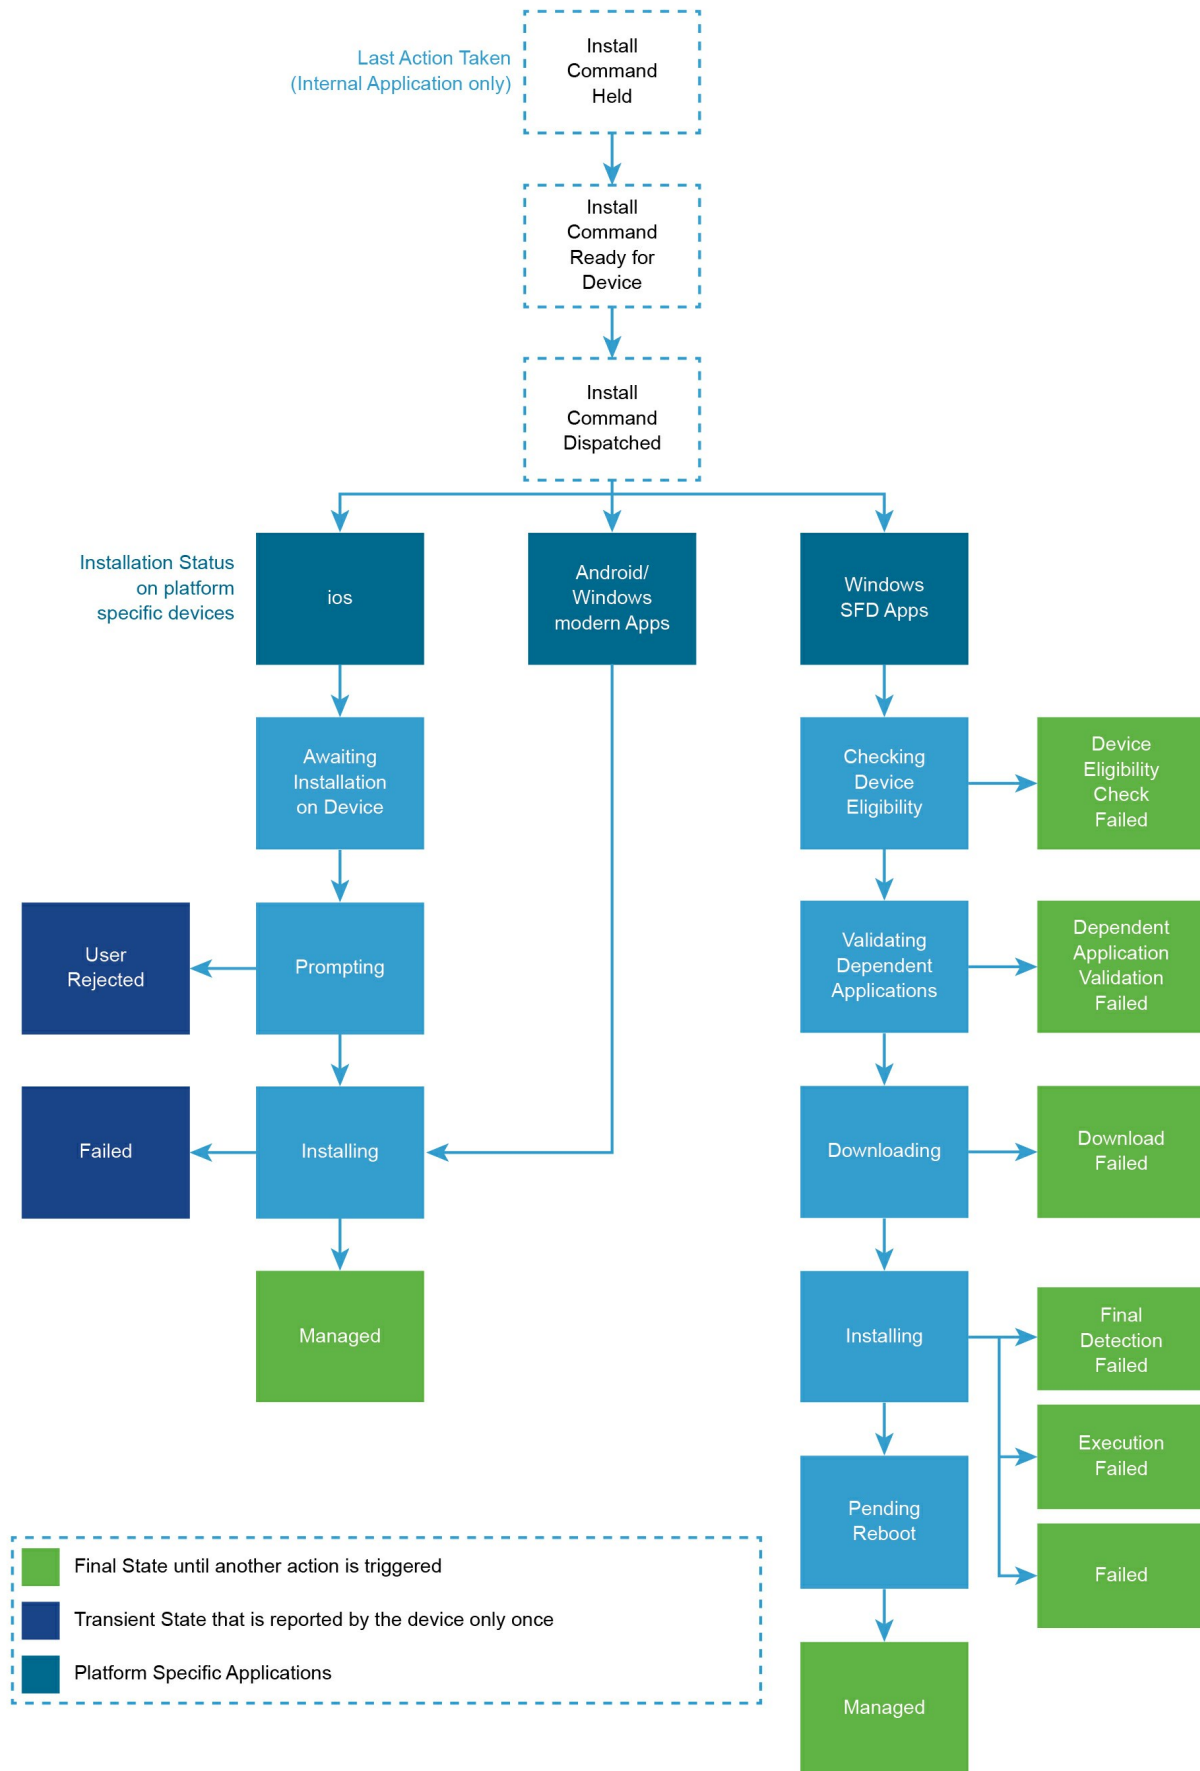 Last Action Taken
(Internal Application only)
Install
Command
Held
Install
Command
Ready for
Device
Install
Command
Dispatched
Installation Status
on platform
specific devices
ios
Android/
Windows
modern Apps
Windows
SFD Apps
Awaiting
Installation
on Device
Checking
Device
Eligibility
Device
Eligibility
Check
Failed
User
Rejected
Prompting
Validating
Dependent
Applications
Dependent
Application
Validation
Failed
Failed
Installing
Downloading
Download
Failed
Managed
Installing
Final
Detection
Failed
Execution
Failed
Pending
Reboot
Failed
Managed
Final State until another action is triggered
Transient State that is reported by the device only once
Platform Specific Applications